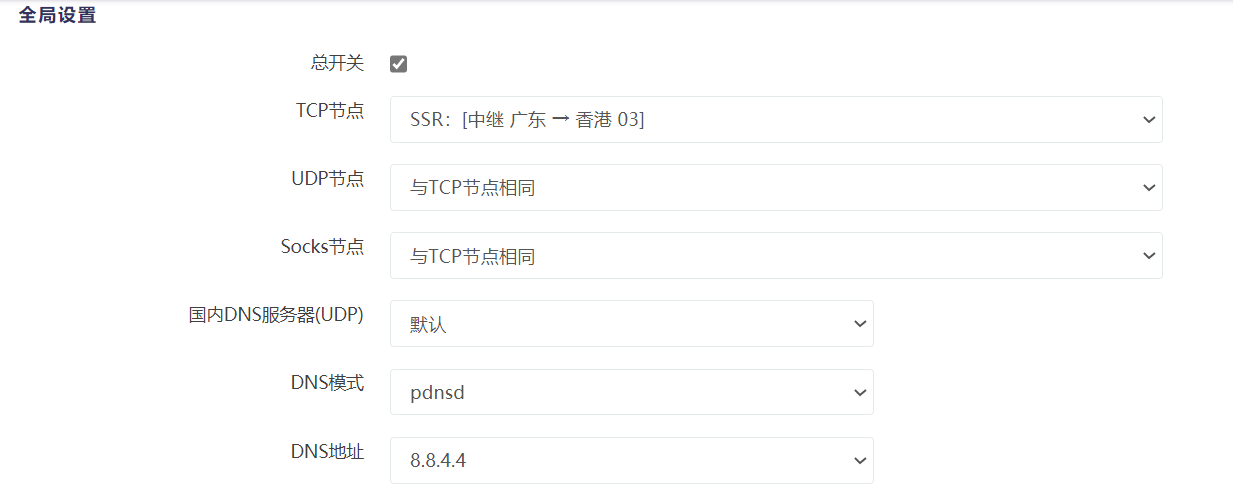 全局设置
总开关
TCP节点 SSR：[中继 广东 → 香港 03]
UDP节点 与TCP节点相同
Socks节点 与TCP节点相同
国内DNS服务器(UDP) 默认
DNS模式 pdnsd
DNS地址 8.8.4.4